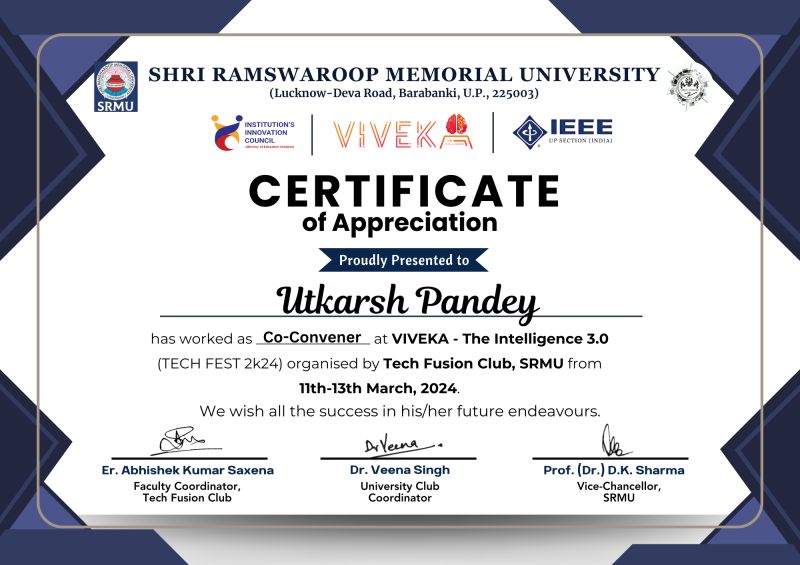 SHRI RAMSWAROOP MEMORIAL UNIVERSITY
(Lucknow-Deva Road, Barabanki, U.P., 225003)
SRMU
INSTITUTION'S
INNOVATION
COUNCIL
(Ministry of Education Initiative)
VIVEKA
IEEE
UP SECTION (INDIA)
CERTIFICATE
of Appreciation
Proudly Presented to
Utkarsh Pandey
has worked as Co-Convener at VIVEKA - The Intelligence 3.0
(TECH FEST 2k24) organised by Tech Fusion Club, SRMU from
11th-13th March, 2024.
We wish all the success in his/her future endeavours.
Dr Veena
Er. Abhishek Kumar Saxena
Faculty Coordinator,
Tech Fusion Club
Dr. Veena Singh
University Club
Coordinator
Prof. (Dr.) D.K. Sharma
Vice-Chancellor,
SRMU